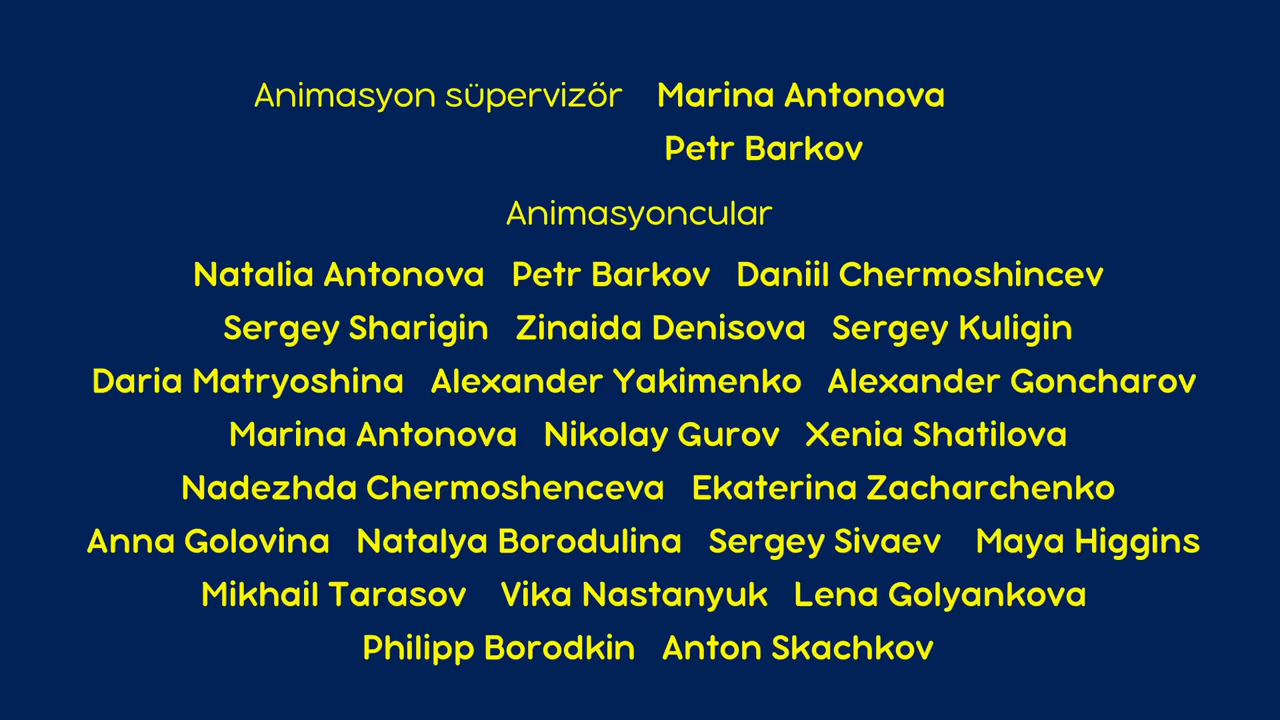 Animasyon süpervizőr Marina Antonova
Petr Barkov
Animasyoncular
Natalia Antonova Petr Barkov Daniil Chermoshincev
Sergey Sharigin Zinaida Denisova Sergey Kuligin
Daria Matryoshina Alexander Yakimenko Alexander Goncharov
Marina Antonova Nikolay Gurov Xenia Shatilova
Nadezhda Chermoshenceva Ekaterina Zacharchenko
Anna Golovina Natalya Borodulina Sergey Sivaev Maya Higgins
Mikhail Tarasov Vika Nastanyuk Lena Golyankova
Philipp Borodkin Anton Skachkov